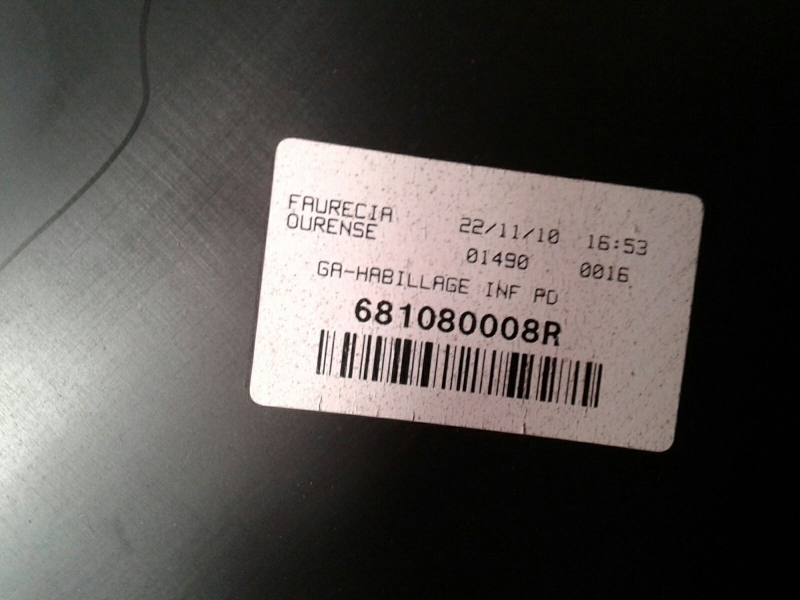 FAURECIA
OURENSE
22/11/10 16:53
01490 0016
GA-HABILLAGE INF PD
681080008R